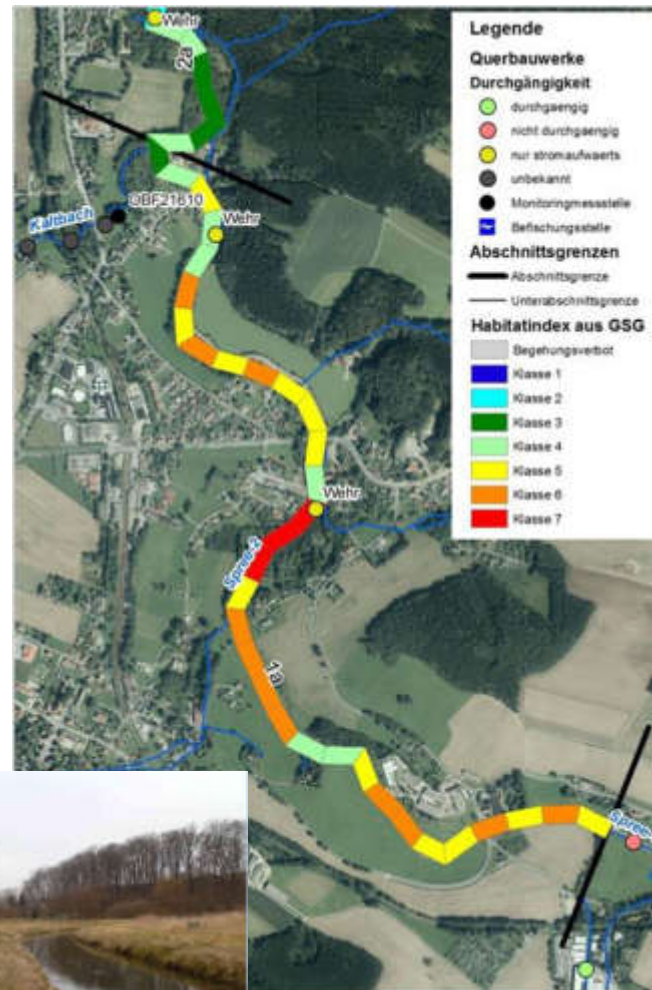 Wehr
2a
OBF21610
Kaltbach
Wehr
Wehr
Spree-2
1a
Spree-
Legende
Querbauwerke
Durchgängigkeit
durchgaengig
nicht durchgaengig
nur stromaufwaerts
unbekannt
Monitoringmessstelle
Befischungsstelle
Abschnittsgrenzen
Abschnittsgrenze
Unterabschnittsgrenze
Habitatindex aus GSG
Begehungsverbot
Klasse 1
Klasse 2
Klasse 3
Klasse 4
Klasse 5
Klasse 6
Klasse 7